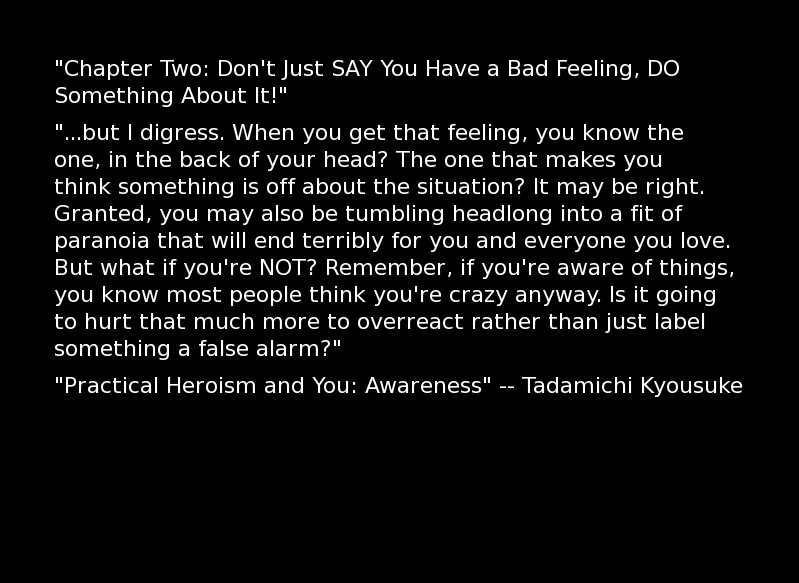 "Chapter Two: Don't Just SAY You Have a Bad Feeling, DO
Something About It!"
"...but I digress. When you get that feeling, you know the
one, in the back of your head? The one that makes you
think something is off about the situation? It may be right.
Granted, you may also be tumbling headlong into a fit of
paranoia that will end terribly for you and everyone you love.
But what if you're NOT? Remember, if you're aware of things,
you know most people think you're crazy anyway. Is it going
to hurt that much more to overreact rather than just label
something a false alarm?"
"Practical Heroism and You: Awareness" -- Tadamichi Kyousuke